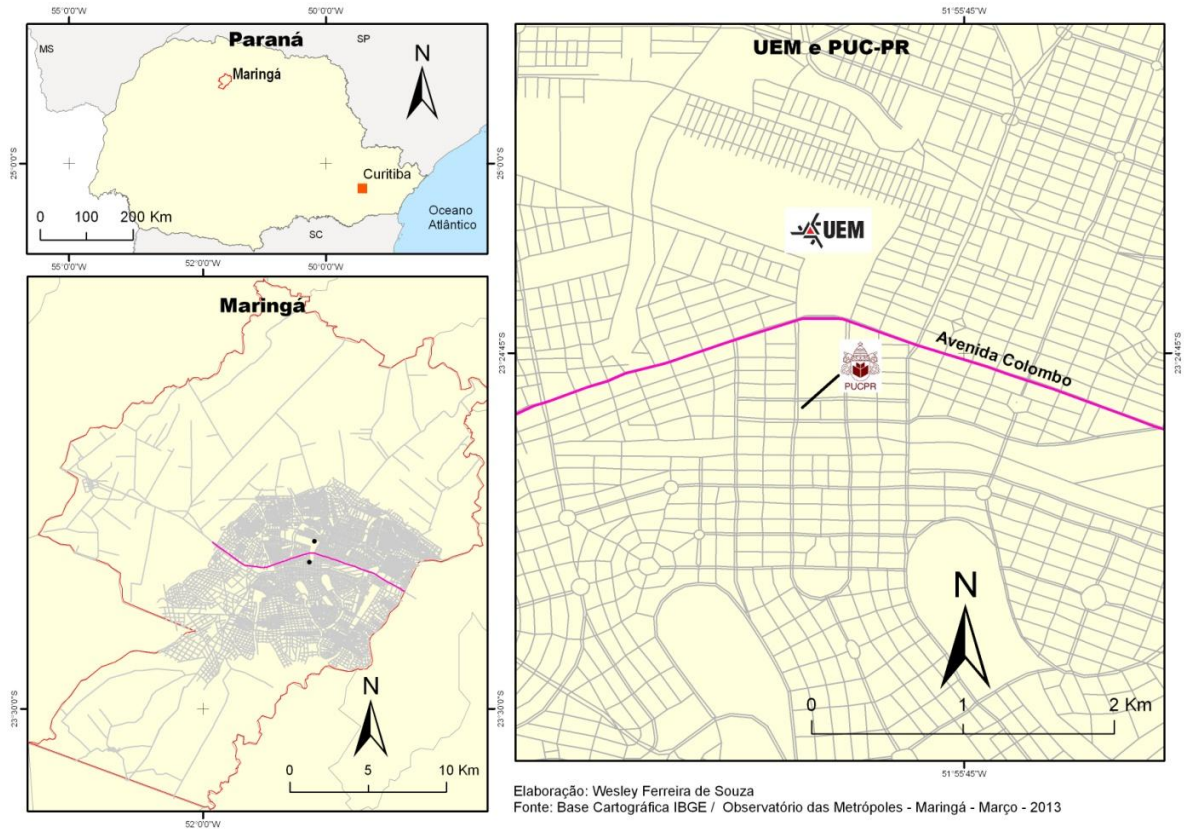 55°0'0"W
50°0'0"W
Paraná
MS
SP
N
Maringá
25°0'0"S
25°0'0"S
Curitiba
0 100 200 Km
Oceano
Atlântico
SC
55°0'0"W
52°0'0"W
50°0'0"W
Maringá
23°30'0"S
23°30'0"S
N
0 5 10 Km
52°0'0"W
51°55'45"W
UEM e PUC-PR
UEM
23°24'45"S
23°24'45"S
Avenida Colombo
PUCPR
N
0 1 2 Km
51°55'45"W
Elaboração: Wesley Ferreira de Souza
Fonte: Base Cartográfica IBGE / Observatório das Metrópoles - Maringá - Março - 2013